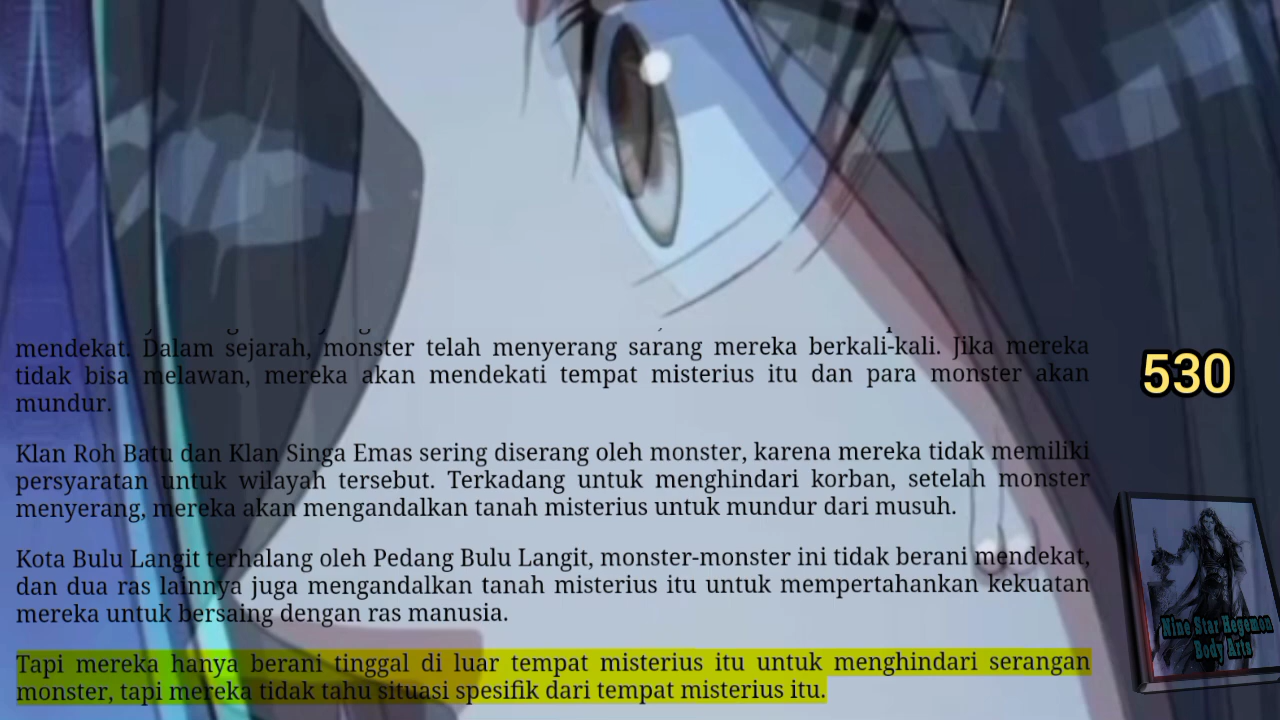 mendekat. Dalam sejarah, monster telah menyerang sarang mereka berkali-kali. Jika mereka
tidak bisa melawan, mereka akan mendekati tempat misterius itu dan para monster akan
mundur.
Klan Roh Batu dan Klan Singa Emas sering diserang oleh monster, karena mereka tidak memiliki
persyaratan untuk wilayah tersebut. Terkadang untuk menghindari korban, setelah monster
menyerang, mereka akan mengandalkan tanah misterius untuk mundur dari musuh.
Kota Bulu Langit terhalang oleh Pedang Bulu Langit, monster-monster ini tidak berani mendekat,
dan dua ras lainnya juga mengandalkan tanah misterius itu untuk mempertahankan kekuatan
mereka untuk bersaing dengan ras manusia.
Tapi mereka hanya berani tinggal di luar tempat misterius itu untuk menghindari serangan
monster, tapi mereka tidak tahu situasi spesifik dari tempat misterius itu.
530
Nine Star Hegemon
Body Arts